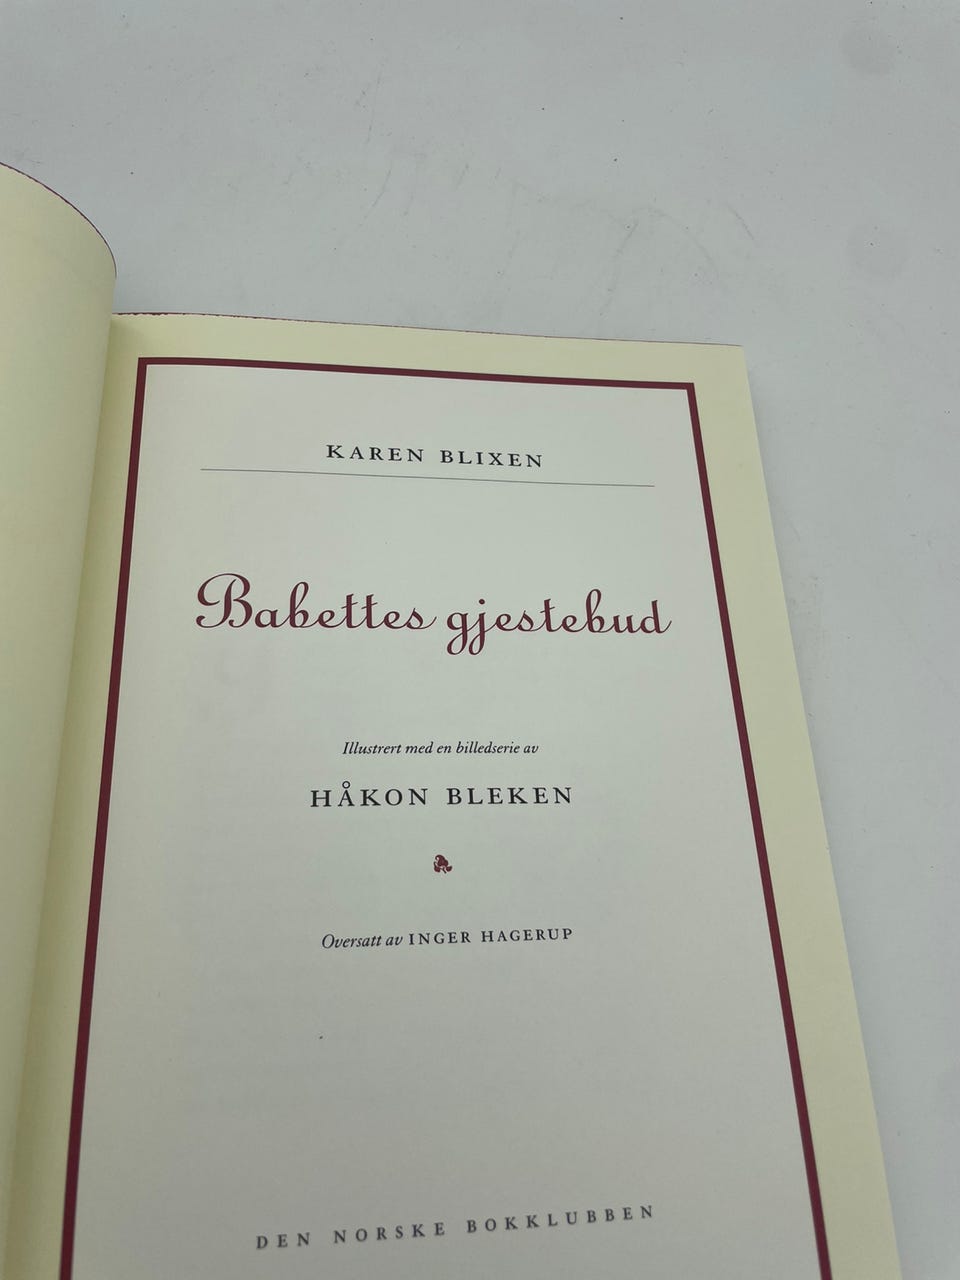 KAREN BLIXEN
Babettes gjestebud
Illustrert med en billedserie av
HÅKON BLEKEN
Oversatt av INGER HAGERUP
DEN NORSKE BOKKLUBBEN